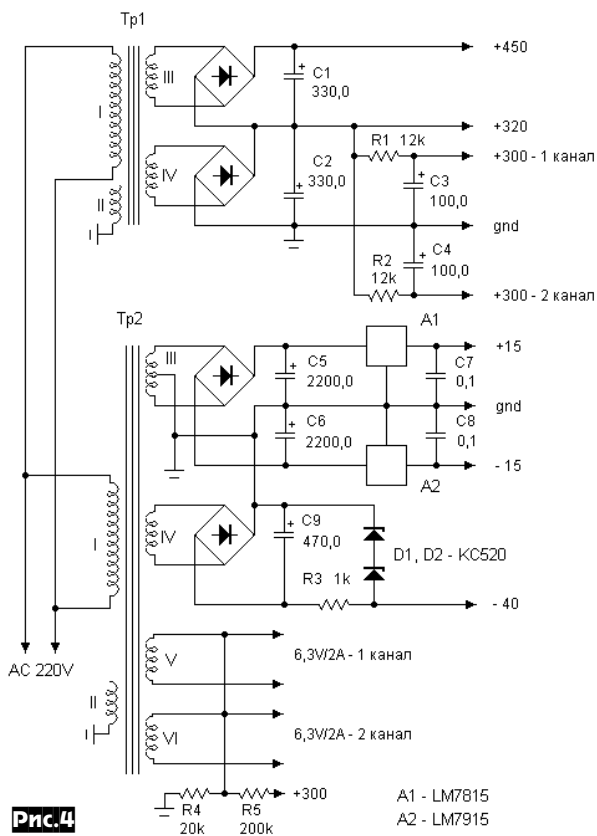 Тр1
III
I
II
IV
+
C1
330,0
+
C2
330,0
+450
+320
R1 12k
+300 - 1 канал
+
C3
100,0
gnd
+
C4
100,0
R2
12k
+300 - 2 канал
Тр2
III
I
II
IV
V
VI
A1
+
C5
2200,0
+
C6
2200,0
+15
C7
0,1
gnd
C8
0,1
- 15
A2
+
C9
470,0
R3 1k
D1, D2 - КС520
- 40
AC 220V
6,3V/2A - 1 канал
6,3V/2A - 2 канал
+300
R4
20k
R5
200k
A1 - LM7815
A2 - LM7915
Рис.4